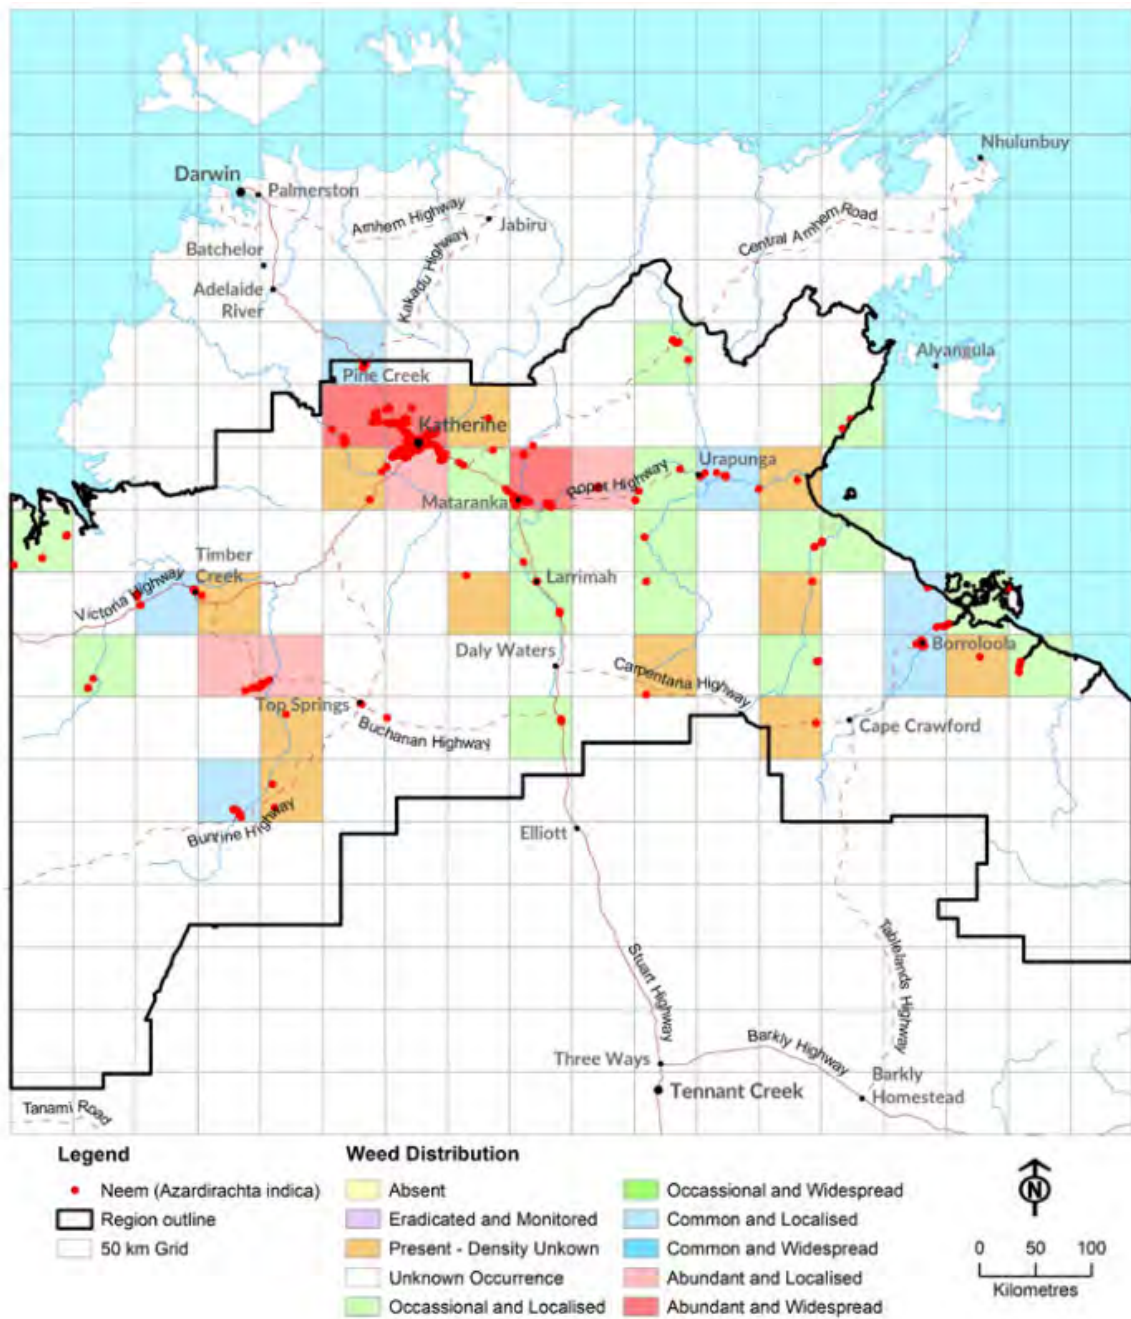 Nhulunbuy
Darwin
Palmerston
Arnhem Highway
Jabiru
Central Arnhem Road
Batchelor
Kakadu Highway
Adelaide
River
Alyangula
Pine Creek
Katherine
Urapunga
Roper Highway
Mataranka
Timber
Creek
Victoria Highway
Larrimah
Daly Waters
Borroloola
Carpentaria Highway
Top Springs
Buchanan Highway
Cape Crawford
Buntine Highway
Elliott
Stuart Highway
Tablelands Highway
Three Ways
Barkly Highway
Barkly
Homestead
Tennant Creek
Tanami Road
Legend
Neem (Azardirachta indica)
Region outline
50 km Grid
Weed Distribution
Absent
Eradicated and Monitored
Present - Density Unkown
Unknown Occurrence
Occassional and Localised
Occassional and Widespread
Common and Localised
Common and Widespread
Abundant and Localised
Abundant and Widespread
N
0 50 100
Kilometres